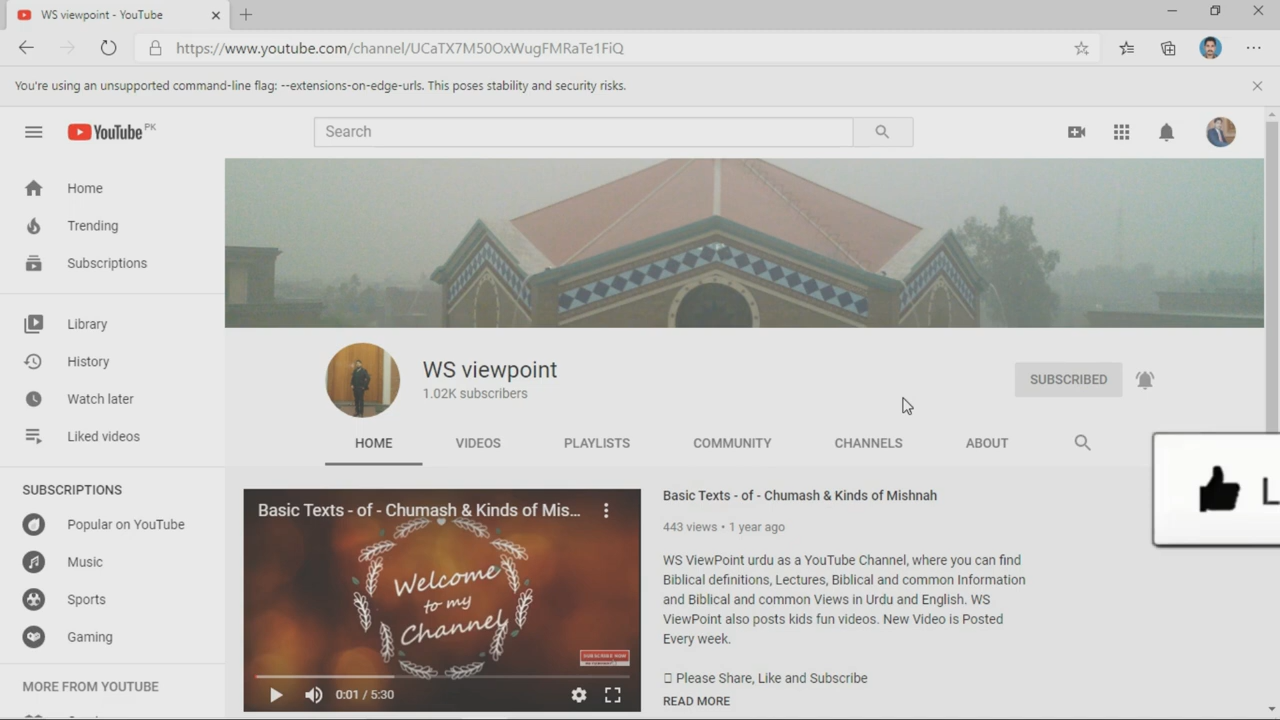 WS viewpoint - YouTube
https://www.youtube.com/channel/UCaTX7M50OxWugFMRaTe1FiQ
You're using an unsupported command-line flag: --extensions-on-edge-urls. This poses stability and security risks.
YouTube PK
Search
Home
Trending
Subscriptions
Library
History
Watch later
Liked videos
SUBSCRIPTIONS
Popular on YouTube
Music
Sports
Gaming
MORE FROM YOUTUBE
WS viewpoint
1.02K subscribers
SUBSCRIBED
HOME VIDEOS PLAYLISTS COMMUNITY CHANNELS ABOUT
L
Basic Texts - of - Chumash & Kinds of Mis...
Welcome
to my
Channel
SUBSCRIBE NOW
0:01 / 5:30
Basic Texts - of - Chumash & Kinds of Mishnah
443 views • 1 year ago
WS ViewPoint urdu as a YouTube Channel, where you can find
Biblical definitions, Lectures, Biblical and common Information
and Biblical and common Views in Urdu and English. WS
ViewPoint also posts kids fun videos. New Video is Posted
Every week.
Please Share, Like and Subscribe
READ MORE